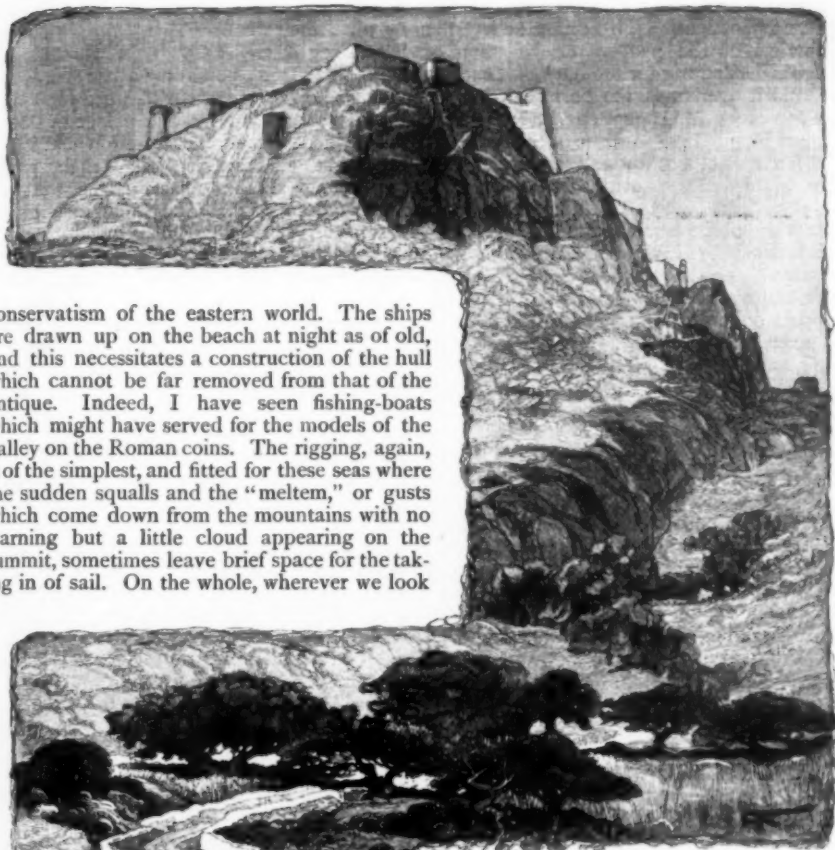 onservatism of the eastern world. The ships
re drawn up on the beach at night as of old,
nd this necessitates a construction of the hull
hich cannot be far removed from that of the
ntique. Indeed, I have seen fishing-boats
hich might have served for the models of the
alley on the Roman coins. The rigging, again,
of the simplest, and fitted for these seas where
he sudden squalls and the “meltem,” or gusts
hich come down from the mountains with no
arning but a little cloud appearing on the
ummit, sometimes leave brief space for the tak-
g in of sail. On the whole, wherever we look